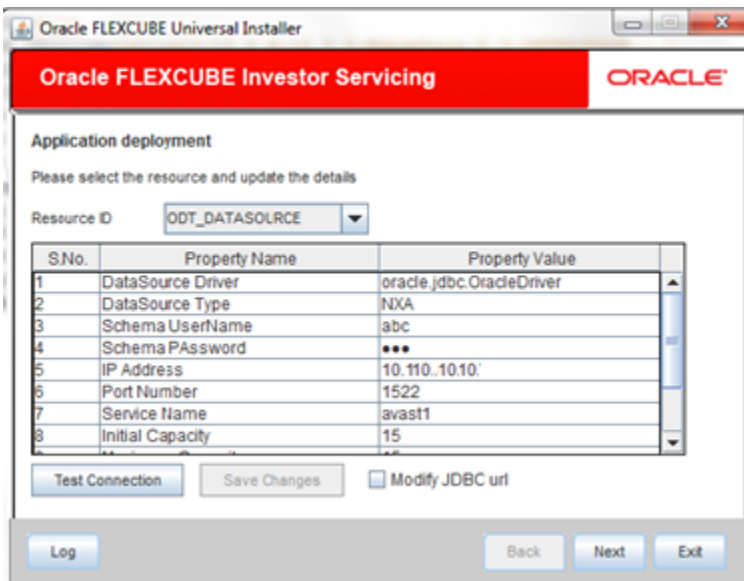 Oracle FLEXCUBE Universal Installer
Oracle FLEXCUBE Investor Servicing
ORACLE
Application deployment
Please select the resource and update the details
Resource ID ODT_DATASOURCE
S.No. Property Name Property Value
1 DataSource Driver oracle.jdbc.OracleDriver
2 DataSource Type NXA
3 Schema UserName abc
4 Schema PAssword •••
5 IP Address
6 Port Number 1522
7 Service Name avast1
8 Initial Capacity 15
Test Connection Save Changes Modify JDBC url
Log Back Next Exit